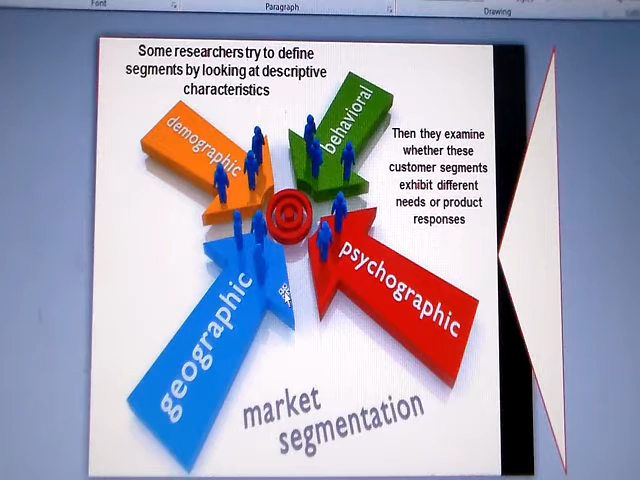 Font
Paragraph
Drawing
Some researchers try to define
segments by looking at descriptive
characteristics
demographic
behavioral
Then they examine
whether these
customer segments
exhibit different
needs or product
responses
psychographic
geographic
market
segmentation